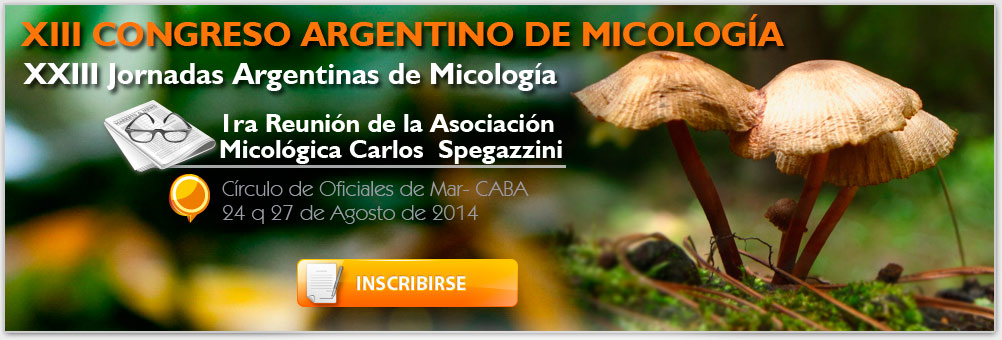 XIII CONGRESO ARGENTINO DE MICOLOGÍA
XXIII Jornadas Argentinas de Micología
1ra Reunión de la Asociación
Micológica Carlos Spegazzini
Círculo de Oficiales de Mar- CABA
24 q 27 de Agosto de 2014
INSCRIBIRSE